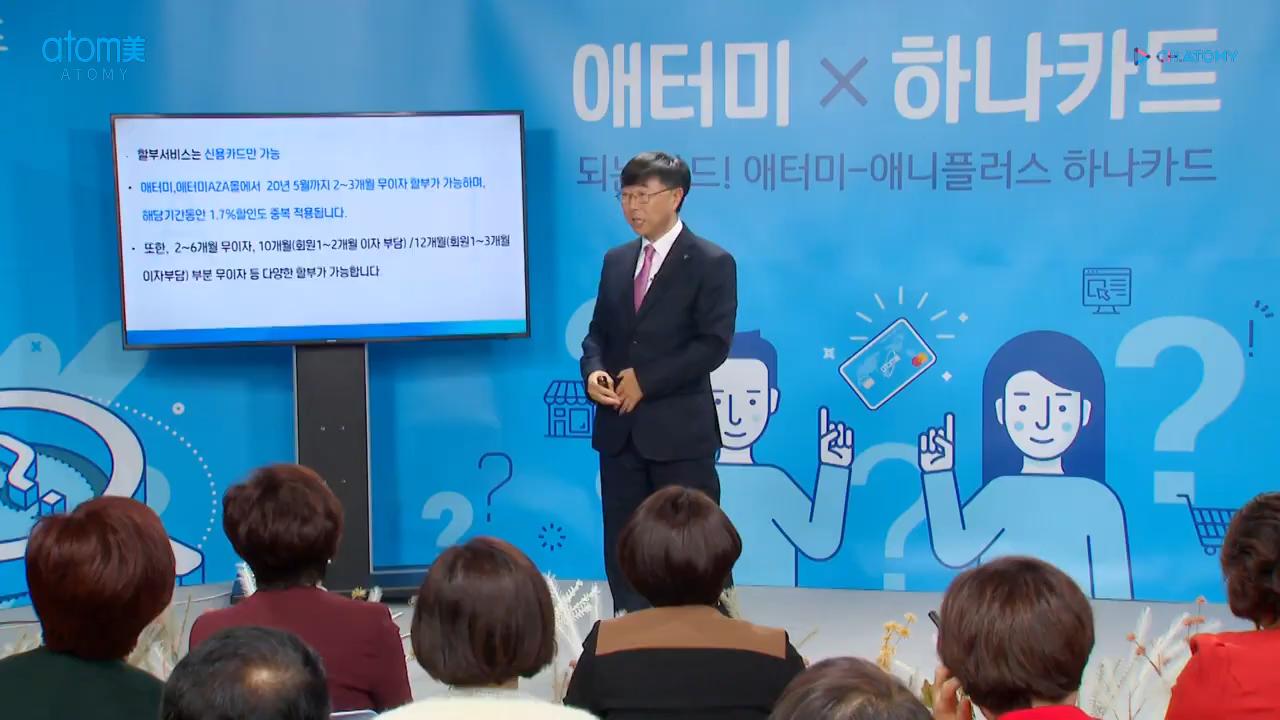 atom美
ATOMY
애터미 × 하나카드
CH.ATOMY
애터미-애니플러스 하나카드
할부서비스는 신용카드만 가능
• 애터미,애터미AZA몰에서 20년 5월까지 2~3개월 무이자 할부가 가능하며,
해당기간동안 1.7%할인도 중복 적용됩니다.
• 또한, 2~6개월 무이자, 10개월(회원1~2개월 이자 부담) /12개월(회원1~3개월
이자부담) 부분 무이자 등 다양한 할부가 가능합니다.